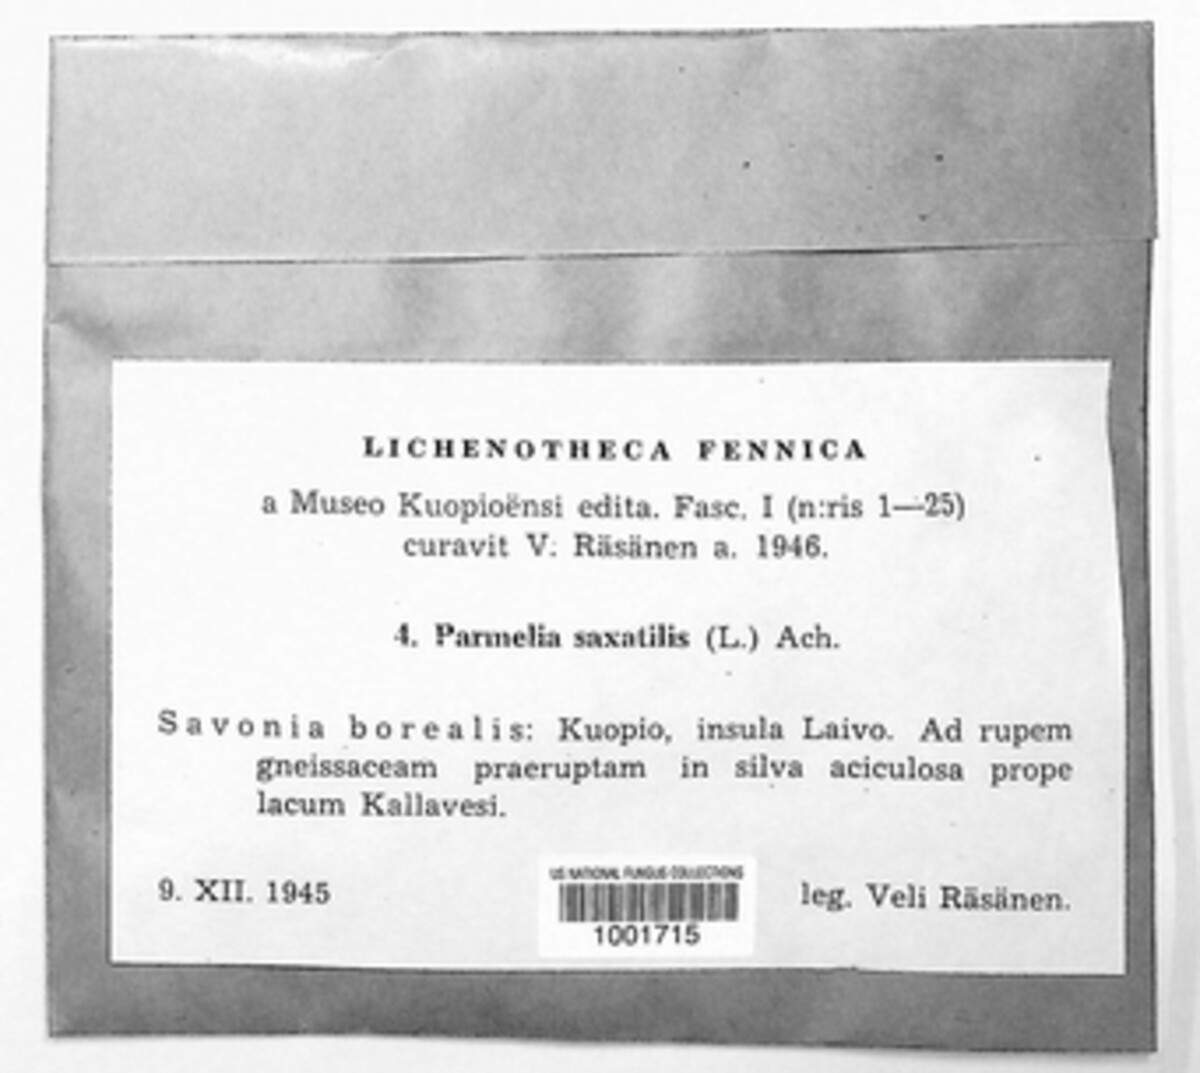 LICHENOTHECA FENNICA
a Museo Kuopioënsi edita. Fasc. I (n:ris 1—25)
curavit V. Räsänen a. 1946.
4. Parmelia saxatilis (L.) Ach.
Savonia borealis: Kuopio, insula Laivo. Ad rupem
gneissaceam praeruptam in silva aciculosa prope
lacum Kallavesi.
9. XII. 1945
leg. Veli Räsänen.
US NATIONAL FUNGUS COLLECTIONS
1001715